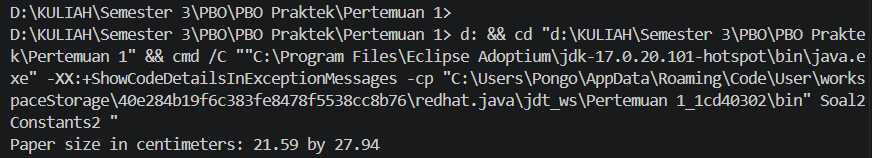 D:\KULIAH\Semester 3\PBO\PBO Praktek\Pertemuan 1>
D:\KULIAH\Semester 3\PBO\PBO Praktek\Pertemuan 1> d: && cd "d:\KULIAH\Semester 3\PBO\PBO Prakte
k\Pertemuan 1" && cmd /C ""C:\Program Files\Eclipse Adoptium\jdk-17.0.20.101-hotspot\bin\java.e
xe" -XX:+ShowCodeDetailsInExceptionMessages -cp "C:\Users\Pongo\AppData\Roaming\Code\User\works
paceStorage\40e284b19f6c383fe8478f5538cc8b76\redhat.java\jdt_ws\Pertemuan 1_1cd40302\bin" Soal2
Constants2 "
Paper size in centimeters: 21.59 by 27.94